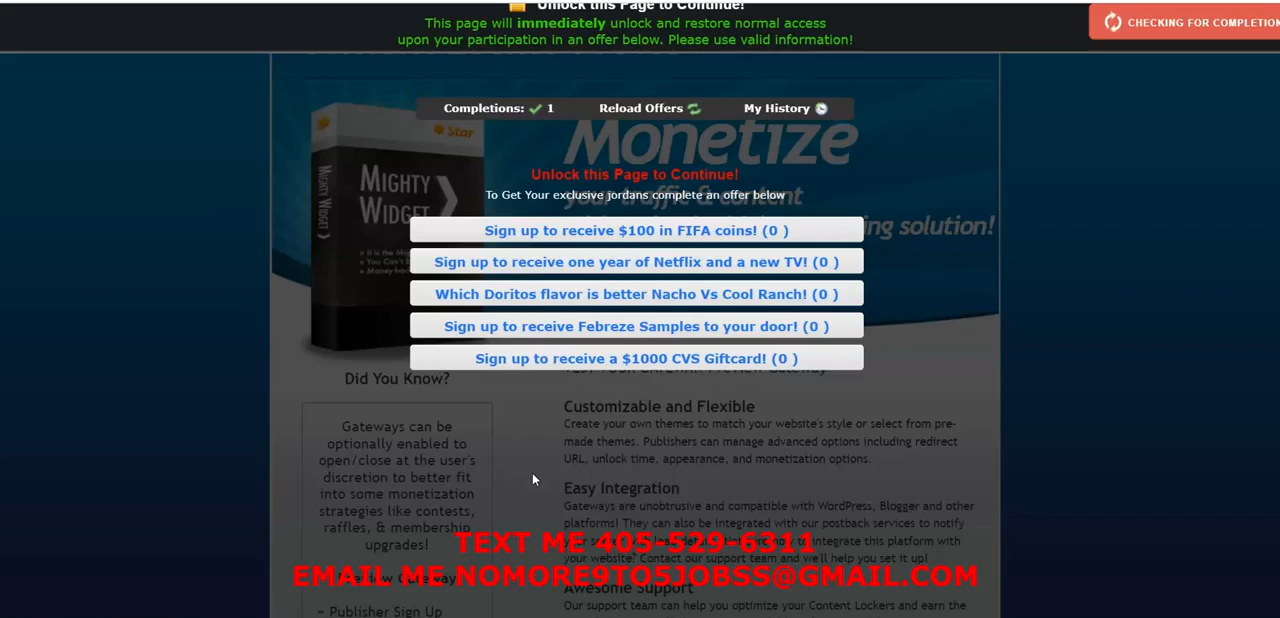 Unlock this Page to Continue!
This page will immediately unlock and restore normal access
upon your participation in an offer below. Please use valid information!
CHECKING FOR COMPLETION
Completions: 1 Reload Offers My History
Star
MIGHTY WIDGET
MIGHTY
WIDGET
Monetize
Unlock this Page to Continue!
your traffic & content
To Get Your exclusive jordans complete an offer below
ing solution!
Sign up to receive $100 in FIFA coins! (0 )
Sign up to receive one year of Netflix and a new TV! (0 )
Which Doritos flavor is better Nacho Vs Cool Ranch! (0 )
Sign up to receive Febreze Samples to your door! (0 )
Sign up to receive a $1000 CVS Giftcard! (0 )
Did You Know?
Gateways can be
optionally enabled to
open/close at the user's
discretion to better fit
into some monetization
strategies like contests,
raffles, & membership
upgrades!
Preview Gateway
Publisher Sign Up
Customizable and Flexible
Create your own themes to match your website's style or select from pre-
made themes. Publishers can manage advanced options including redirect
URL, unlock time, appearance, and monetization options.
Easy Integration
Gateways are unobtrusive and compatible with WordPress, Blogger and other
platforms! They can also be integrated with our postback services to notify
to integrate this platform with
your website? Contact our support team and we'll help you set it up!
Awesome Support
Our support team can help you optimize your Content Lockers and earn the
TEXT ME 405-529-6311
EMAIL ME NOMORE9TO5JOBSS@GMAIL.COM